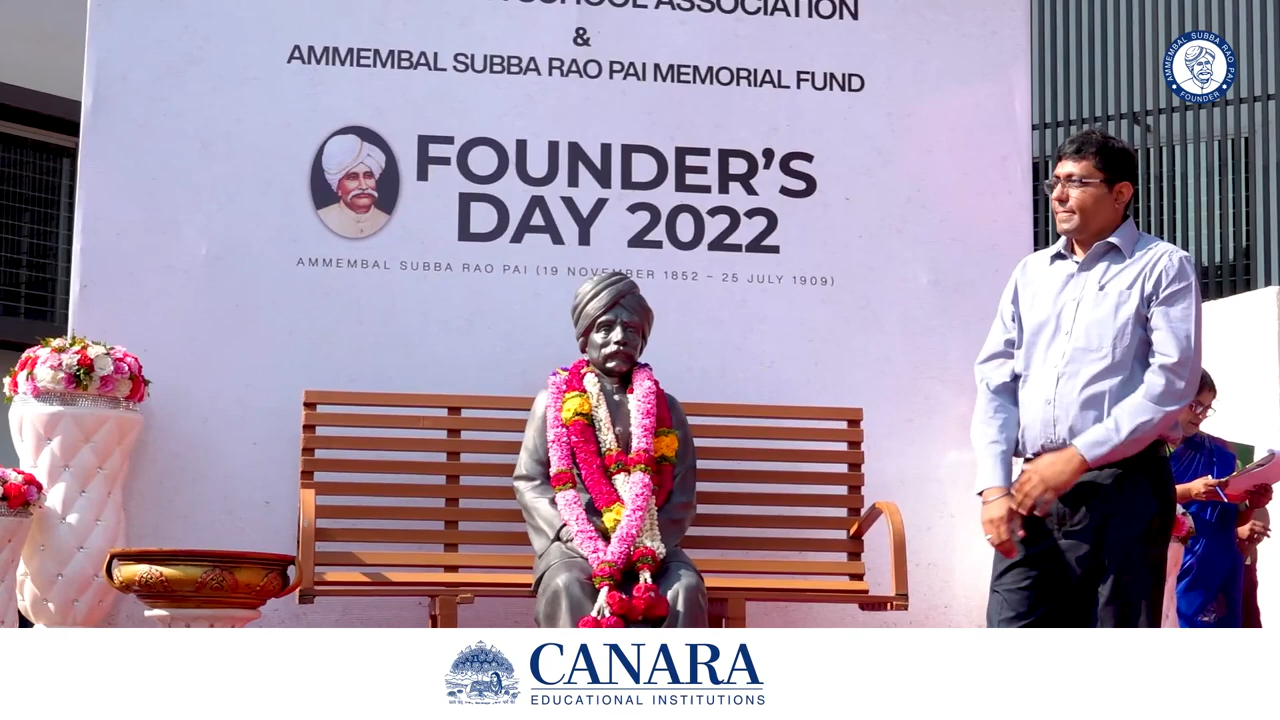 SCHOOL ASSOCIATION
&
AMMEMBAL SUBBA RAO PAI MEMORIAL FUND
FOUNDER'S
DAY 2022
AMMEMBAL SUBBA RAO PAI (19 NOVEMBER 1852 – 25 JULY 1909)
AMMEMBAL SUBBA RAO PAI
FOUNDER
CANARA
EDUCATIONAL INSTITUTIONS